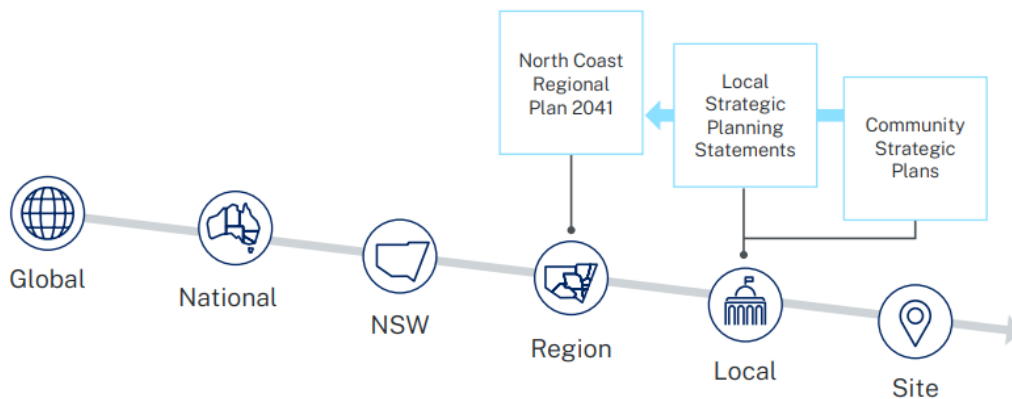 North Coast
Regional
Plan 2041
Local
Strategic
Planning
Statements
Community
Strategic
Plans
Global
National
NSW
Region
Local
Site